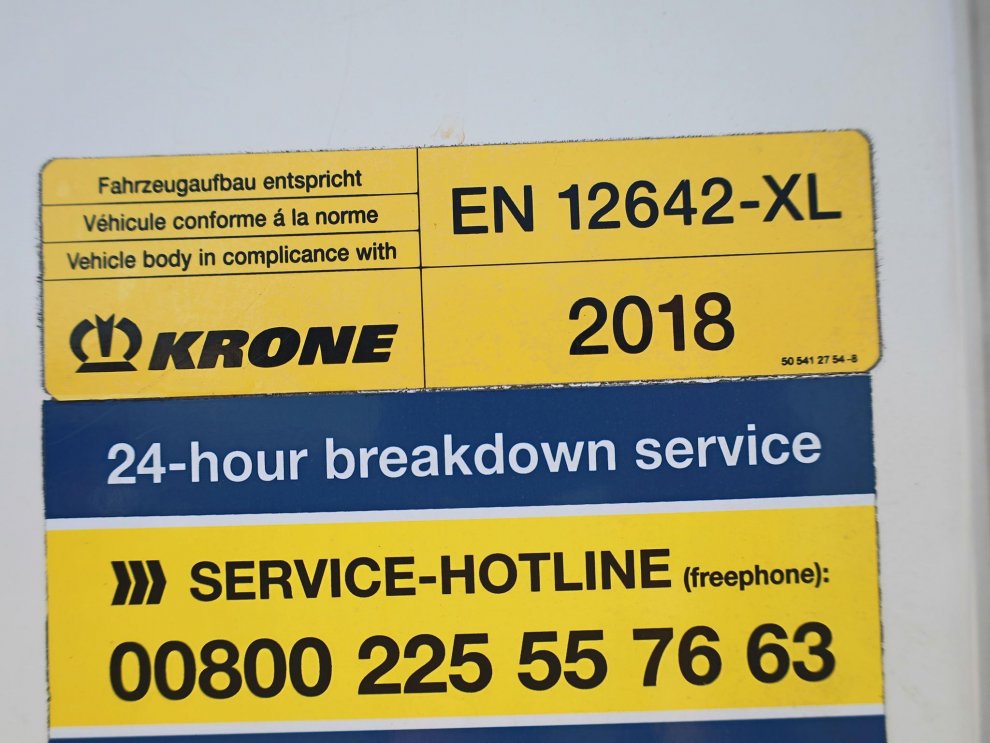 Fahrzeugaufbau entspricht
Véhicule conforme á la norme
Vehicle body in complicance with
EN 12642-XL
KRONE
2018
50 541 27 54 -8
24-hour breakdown service
SERVICE-HOTLINE (freephone):
00800 225 55 76 63